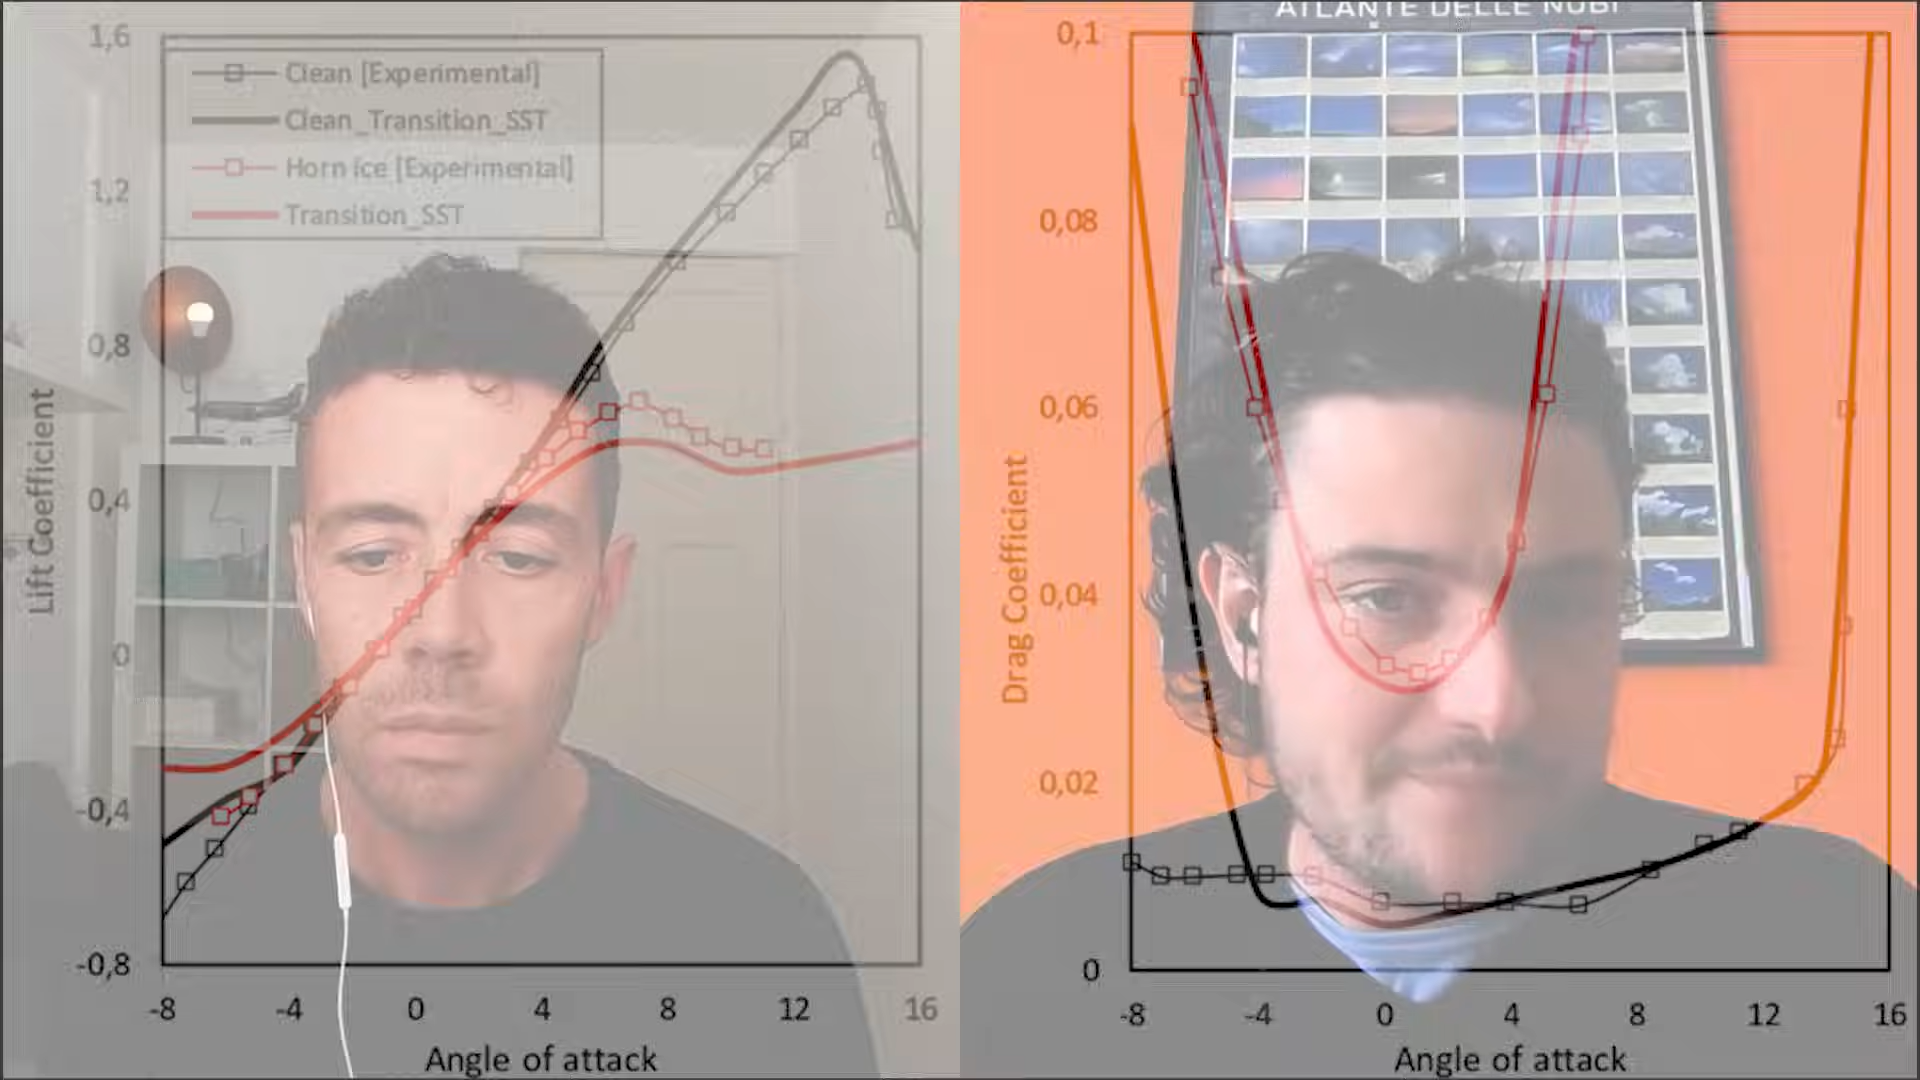 1,6
1,2
0,8
0,4
0
-0,4
-0,8
Clean [Experimental]
Clean_Transition_SST
Horn ice [Experimental]
Transition_SST
Lift Coefficient
-8 -4 0 4 8 12 16
Angle of attack
ATLANTE DELLE NUBI
0,1
0,08
0,06
0,04
0,02
0
Drag Coefficient
-8 -4 0 4 8 12 16
Angle of attack